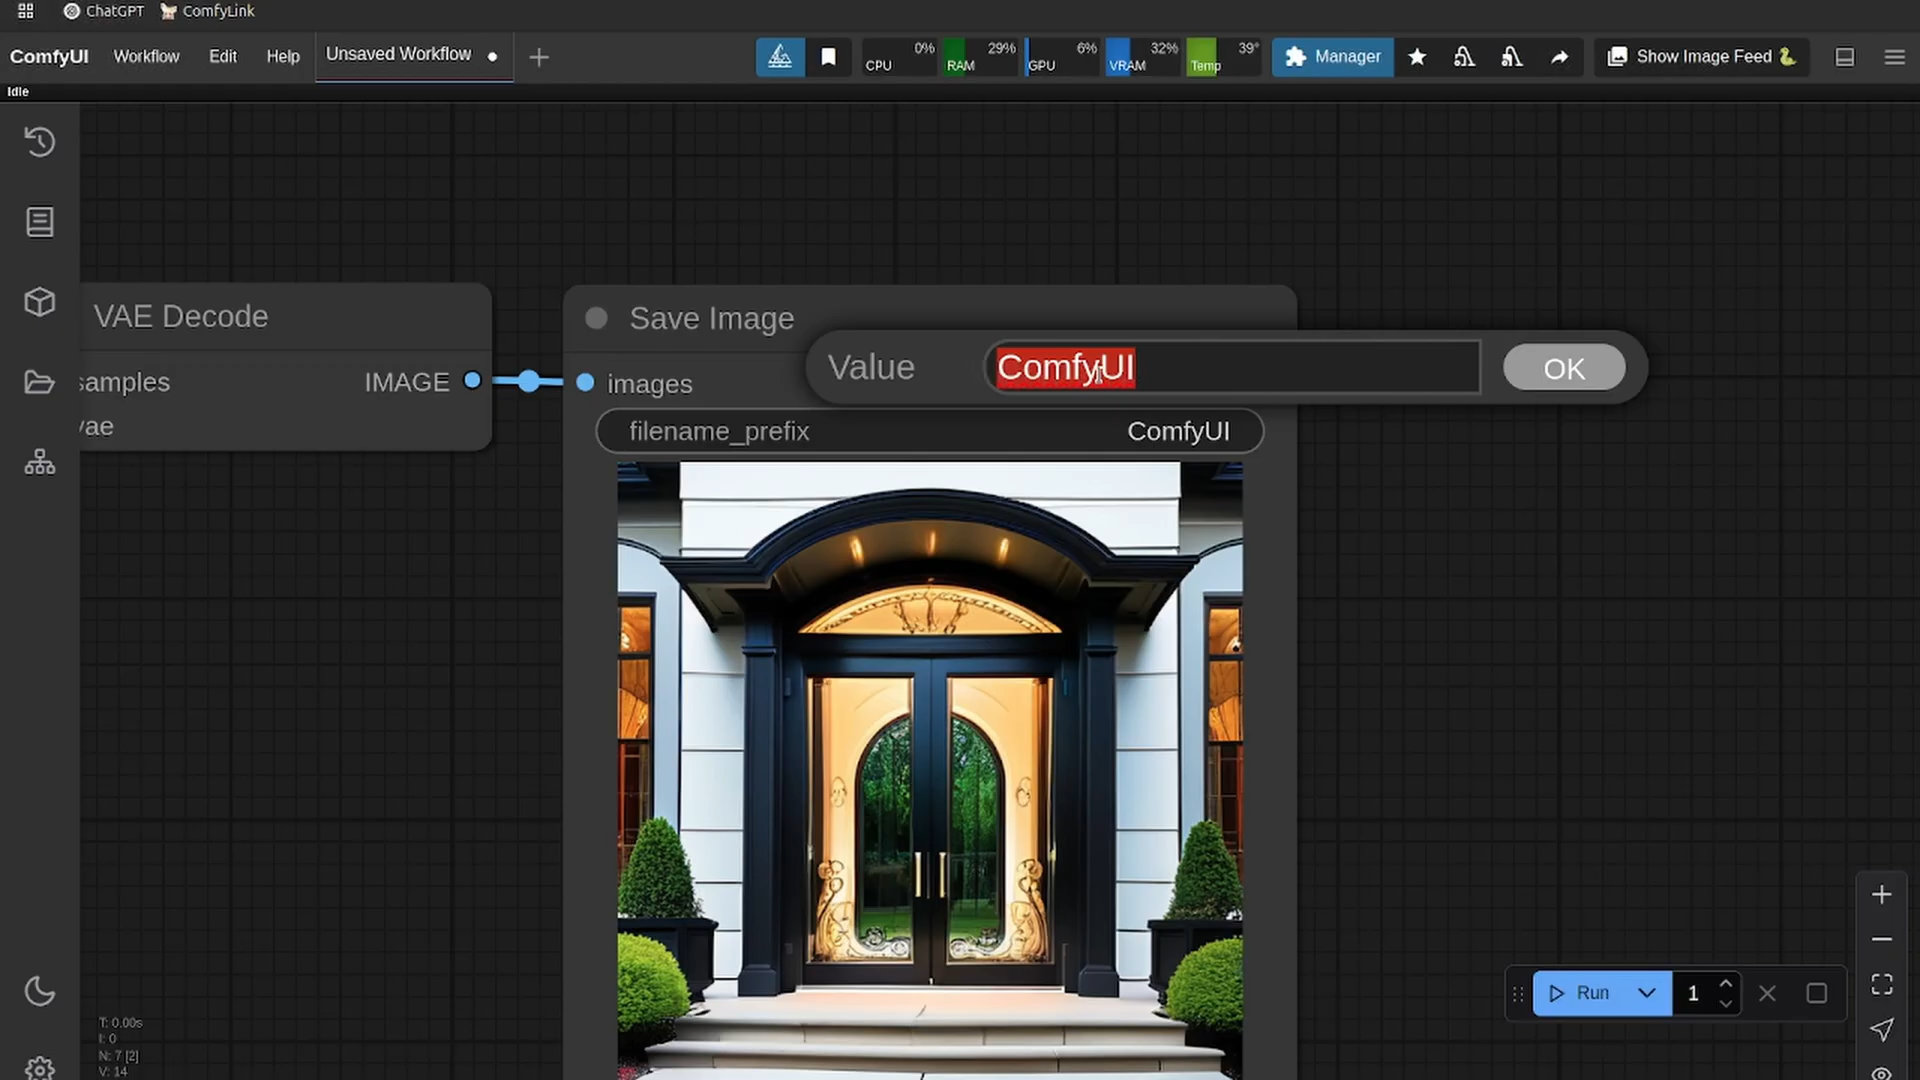 ChatGPT ComfyLink
ComfyUI Workflow Edit Help Unsaved Workflow
CPU 0% RAM 29% GPU 6% VRAM 32% Temp 39° Manager Show Image Feed
Idle
VAE Decode
samples IMAGE
vae
Save Image
images
Value ComfyUI OK
filename_prefix ComfyUI
Run 1
T: 0.00s
I: 0
N: 7 [2]
V: 14